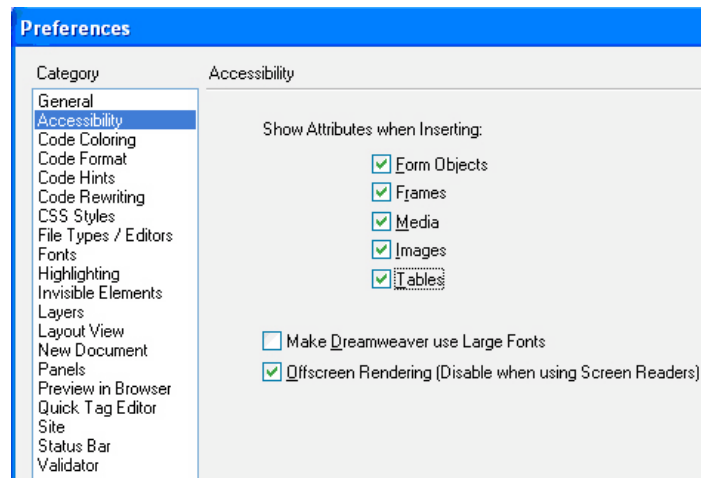 Preferences
Category
General
Accessibility
Code Coloring
Code Format
Code Hints
Code Rewriting
CSS Styles
File Types / Editors
Fonts
Highlighting
Invisible Elements
Layers
Layout View
New Document
Panels
Preview in Browser
Quick Tag Editor
Site
Status Bar
Validator
Accessibility
Show Attributes when Inserting:
Form Objects
Frames
Media
Images
Tables
Make Dreamweaver use Large Fonts
Offscreen Rendering (Disable when using Screen Readers)